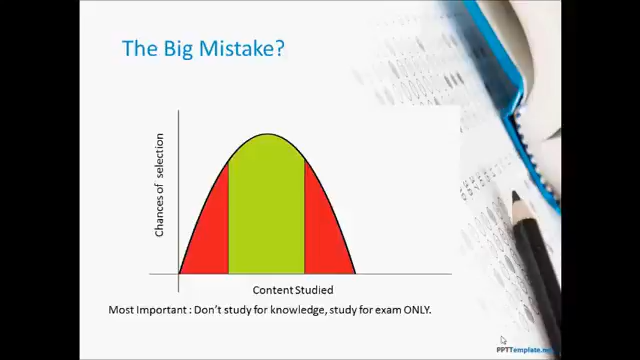 The Big Mistake?
Chances of selection
Content Studied
Most Important : Don't study for knowledge, study for exam ONLY.